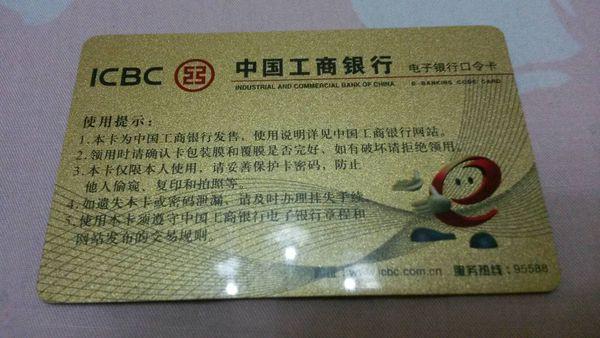 ICBC 中国工商银行 电子银行口令卡
INDUSTRIAL AND COMMERCIAL BANK OF CHINA E-BANKING CODE CARD
使用提示:
1.本卡为中国工商银行发售,使用说明详见中国工商银行网站。
2.领用时请确认卡包装膜和覆膜是否完好,如有破坏请拒绝领用。
3.本卡仅限本人使用,请妥善保护卡密码,防止
他人偷窥、复印和拍照等。
4.如遗失本卡或密码泄漏,请及时办理挂失手续
5.使用本卡须遵守中国工商银行电子银行章程和
网站发布的交易规则。
网址:www.icbc.com.cn 服务热线:95588